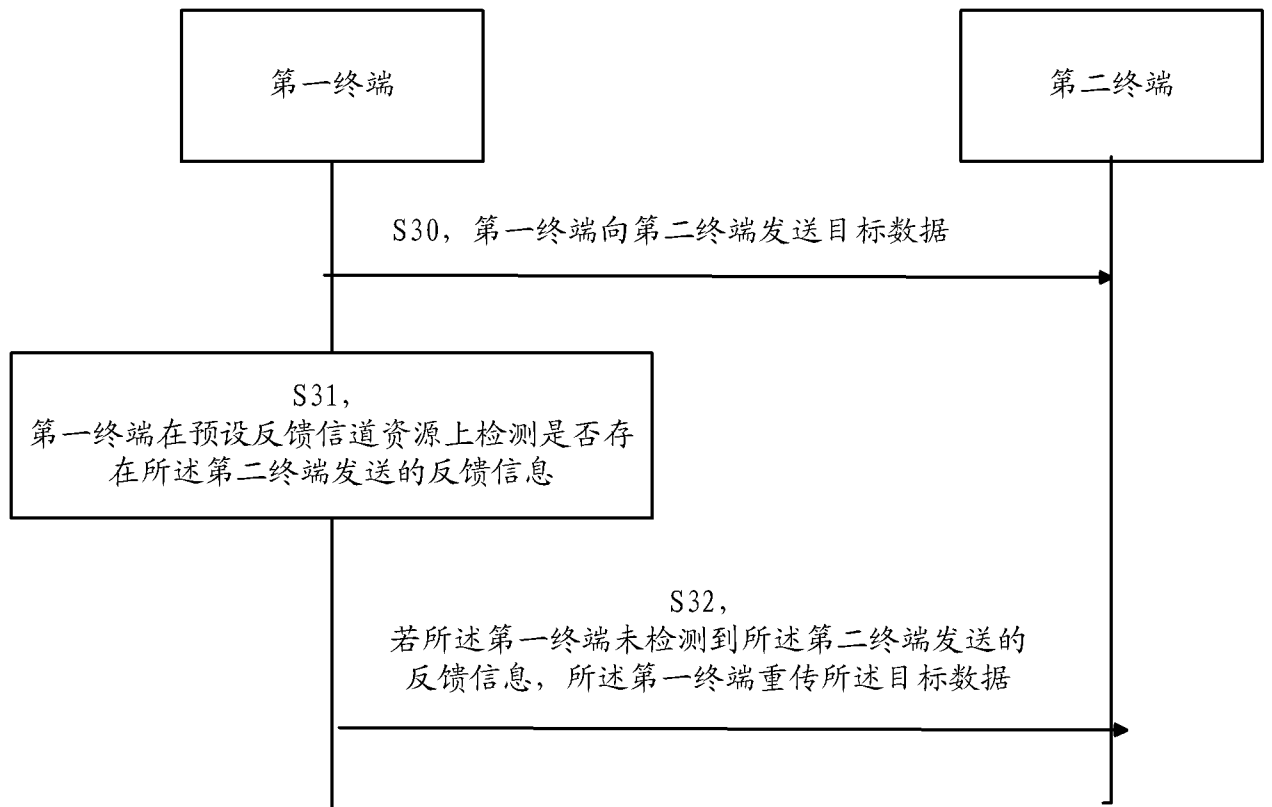 第一终端
第二终端
S30，第一终端向第二终端发送目标数据
S31，
第一终端在预设反馈信道资源上检测是否存
在所述第二终端发送的反馈信息
S32，
若所述第一终端未检测到所述第二终端发送的
反馈信息，所述第一终端重传所述目标数据